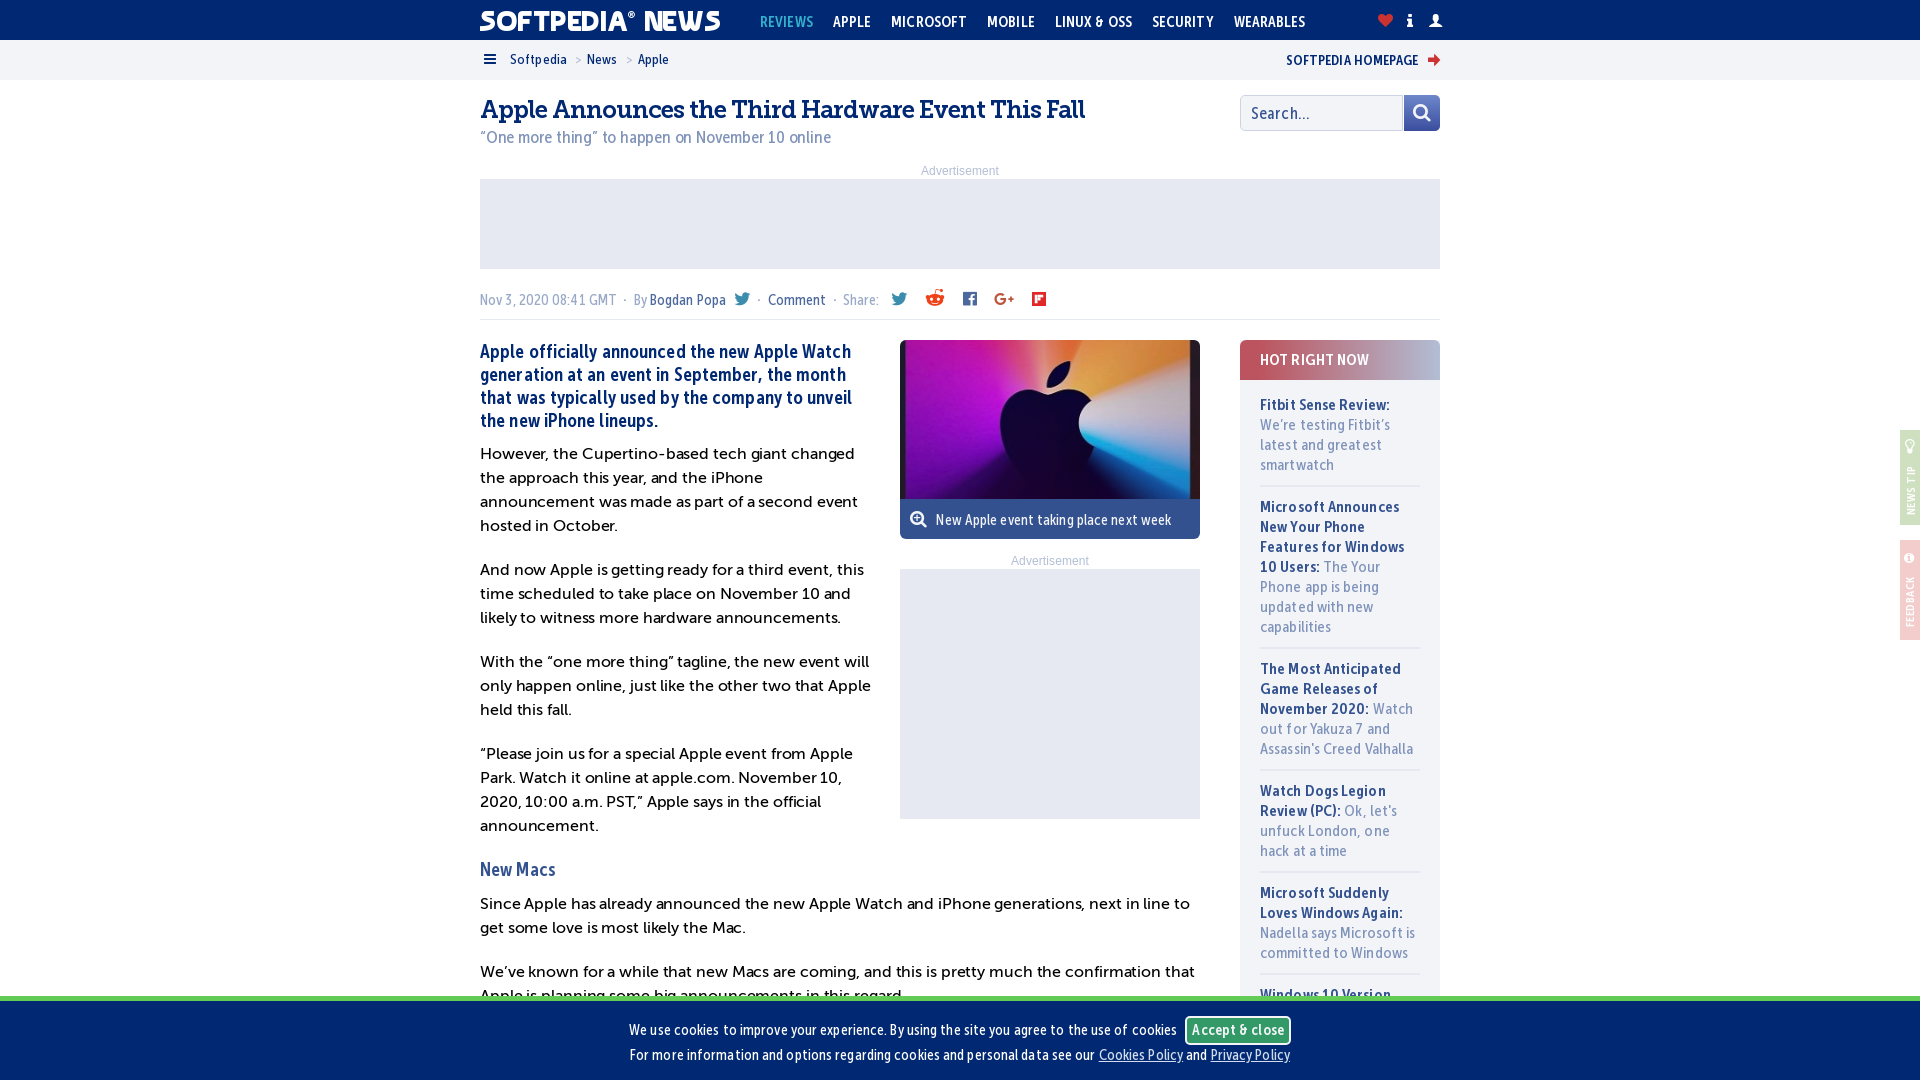 SOFTPEDIA® NEWS
REVIEWS APPLE MICROSOFT MOBILE LINUX & OSS SECURITY WEARABLES
Softpedia > News > Apple
SOFTPEDIA HOMEPAGE
Apple Announces the Third Hardware Event This Fall
“One more thing” to happen on November 10 online
Search...
Advertisement
Nov 3, 2020 08:41 GMT · By Bogdan Popa · Comment · Share:
Apple officially announced the new Apple Watch
generation at an event in September, the month
that was typically used by the company to unveil
the new iPhone lineups.
However, the Cupertino-based tech giant changed
the approach this year, and the iPhone
announcement was made as part of a second event
hosted in October.
And now Apple is getting ready for a third event, this
time scheduled to take place on November 10 and
likely to witness more hardware announcements.
With the “one more thing” tagline, the new event will
only happen online, just like the other two that Apple
held this fall.
“Please join us for a special Apple event from Apple
Park. Watch it online at apple.com. November 10,
2020, 10:00 a.m. PST,” Apple says in the official
announcement.
New Apple event taking place next week
Advertisement
New Macs
Since Apple has already announced the new Apple Watch and iPhone generations, next in line to
get some love is most likely the Mac.
We’ve known for a while that new Macs are coming, and this is pretty much the confirmation that
Apple is planning some big announcements in this regard.
HOT RIGHT NOW
Fitbit Sense Review:
We’re testing Fitbit’s
latest and greatest
smartwatch
Microsoft Announces
New Your Phone
Features for Windows
10 Users: The Your
Phone app is being
updated with new
capabilities
The Most Anticipated
Game Releases of
November 2020: Watch
out for Yakuza 7 and
Assassin's Creed Valhalla
Watch Dogs Legion
Review (PC): Ok, let's
unfuck London, one
hack at a time
Microsoft Suddenly
Loves Windows Again:
Nadella says Microsoft is
committed to Windows
Windows 10 Version
NEWS TIP
FEEDBACK
We use cookies to improve your experience. By using the site you agree to the use of cookies Accept & close
For more information and options regarding cookies and personal data see our Cookies Policy and Privacy Policy